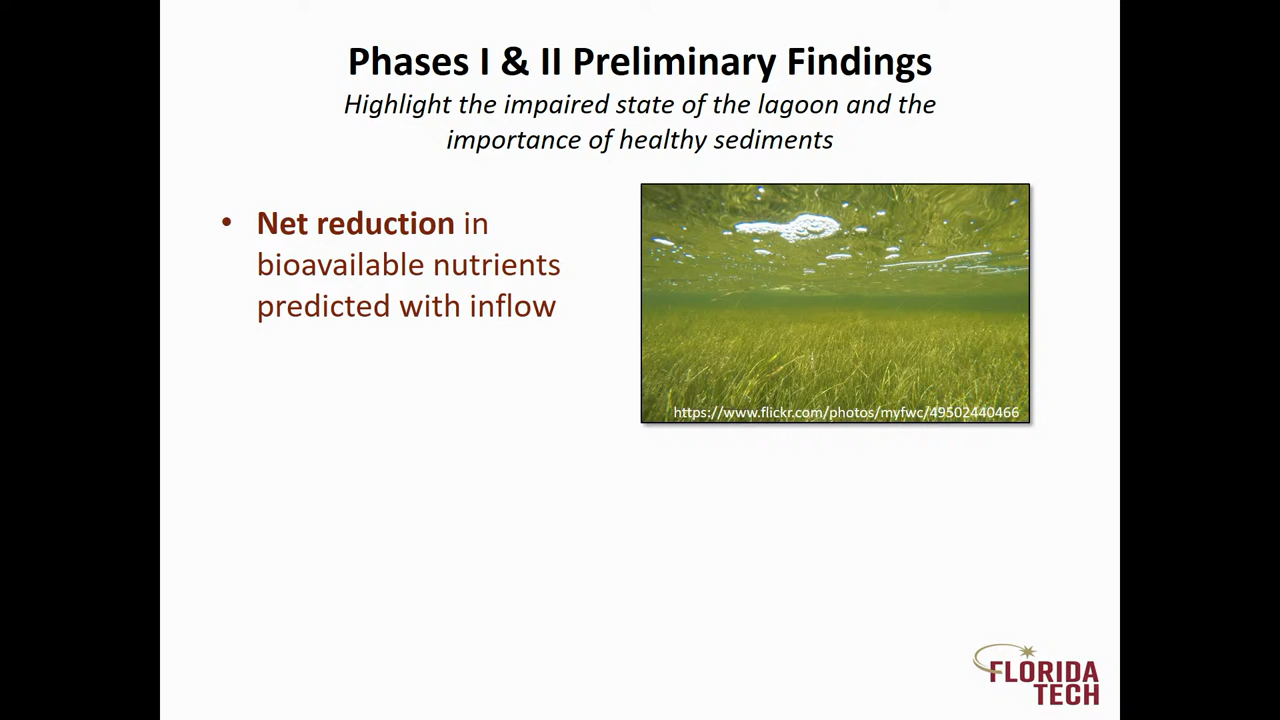 Phases I & II Preliminary Findings
Highlight the impaired state of the lagoon and the
importance of healthy sediments
• Net reduction in
bioavailable nutrients
predicted with inflow
https://www.flickr.com/photos/myfwc/49502440466
FLORIDA
TECH